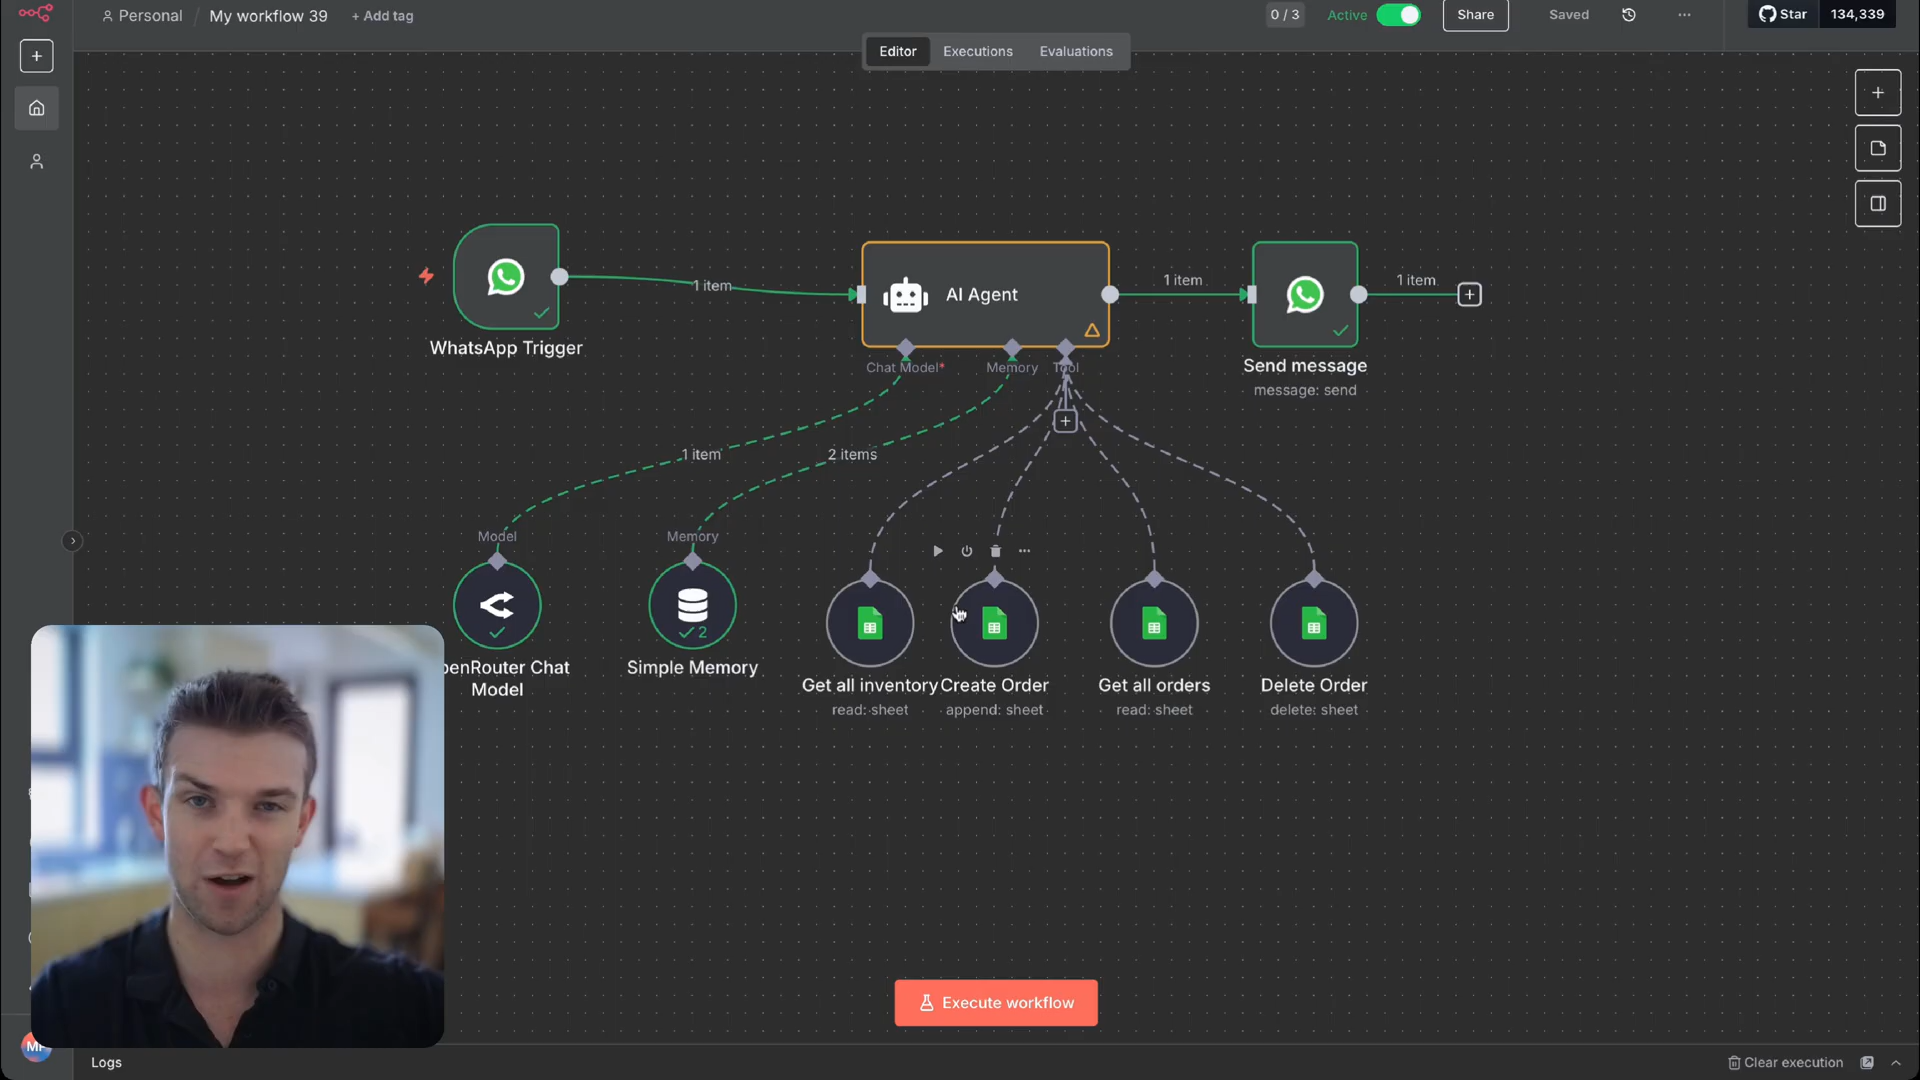 Personal / My workflow 39 + Add tag 0 / 3 Active Share Saved ... Star 134,339
Editor Executions Evaluations
1 item
AI Agent
1 item
1 item
WhatsApp Trigger
Chat Model*
Memory
Tool
Send message
message: send
1 item
2 items
Model
Memory
2
penRouter Chat
Model
Simple Memory
Get all inventory
read: sheet
Create Order
append: sheet
Get all orders
read: sheet
Delete Order
delete: sheet
Execute workflow
Logs
Clear execution